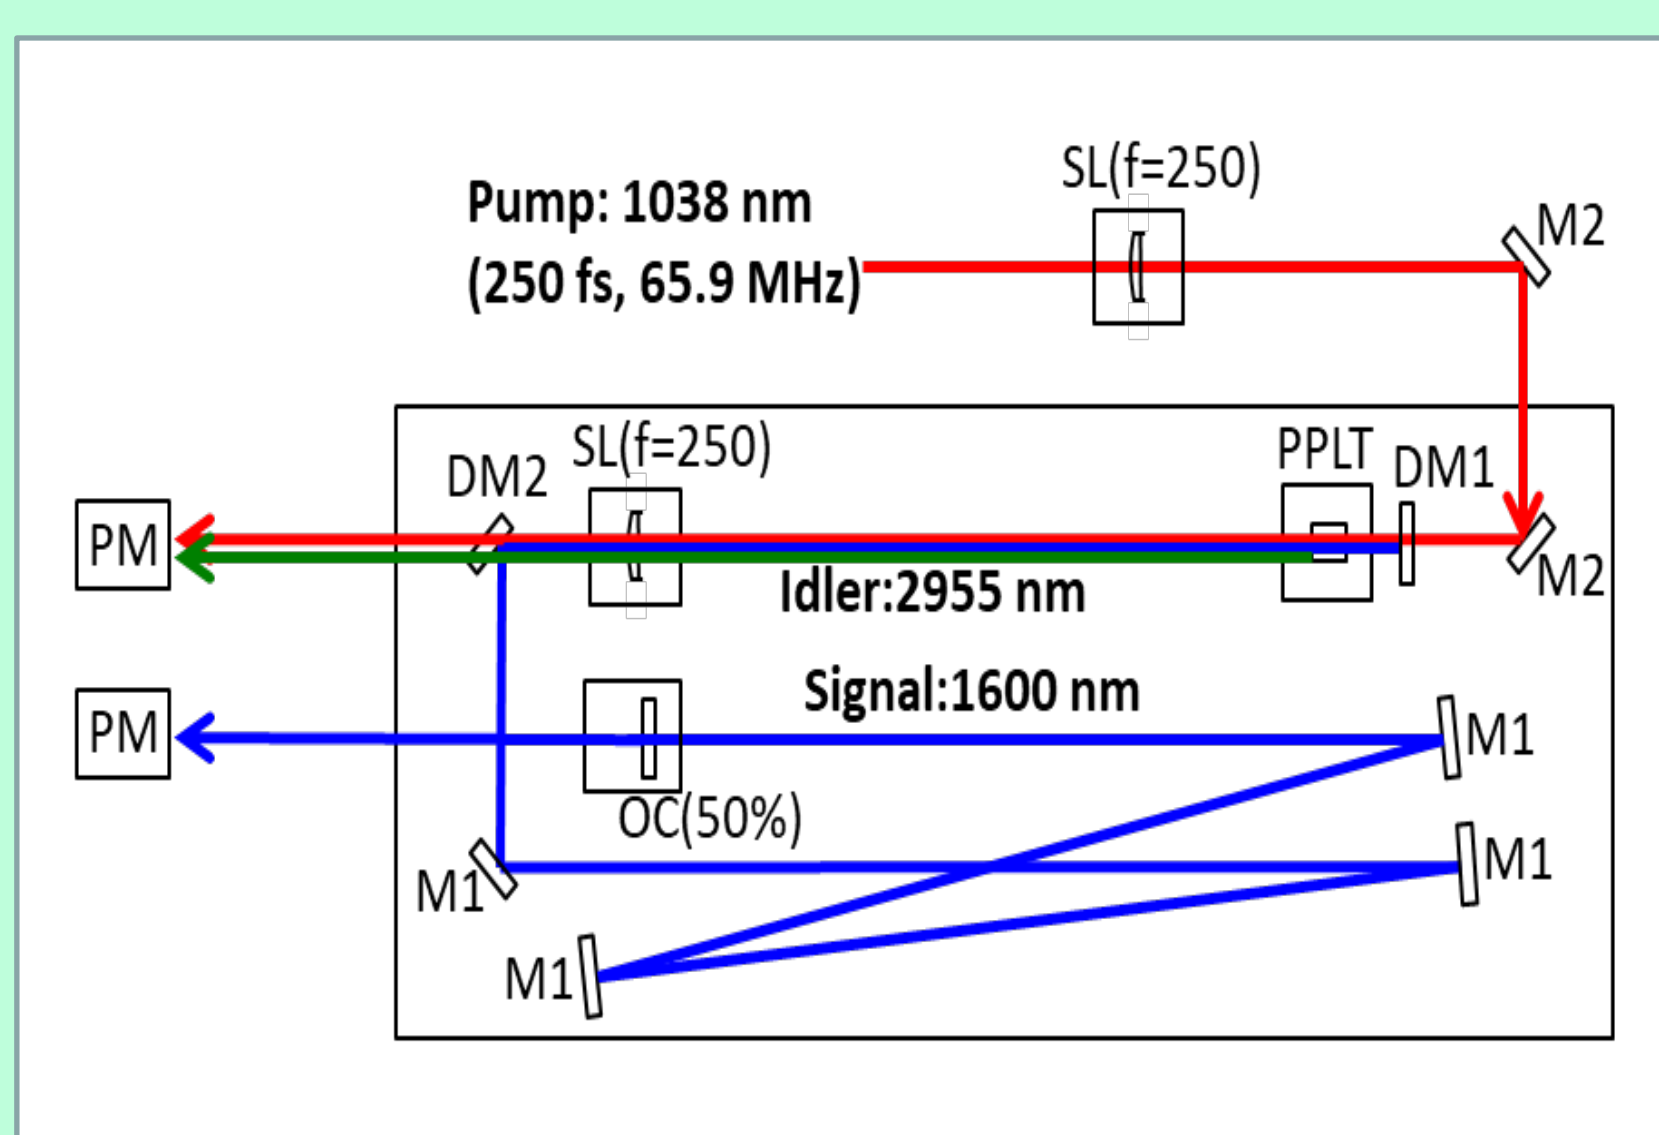 SL(f=250)
Pump: 1038 nm
M2
(250 fs, 65.9 MHz)
SL(f=250)
PPLT
DM1
DM2
PM
M2
Idler:2955 nm
Signal:1600 nm
PM
M1
OC(50%)
M1
M1
M1